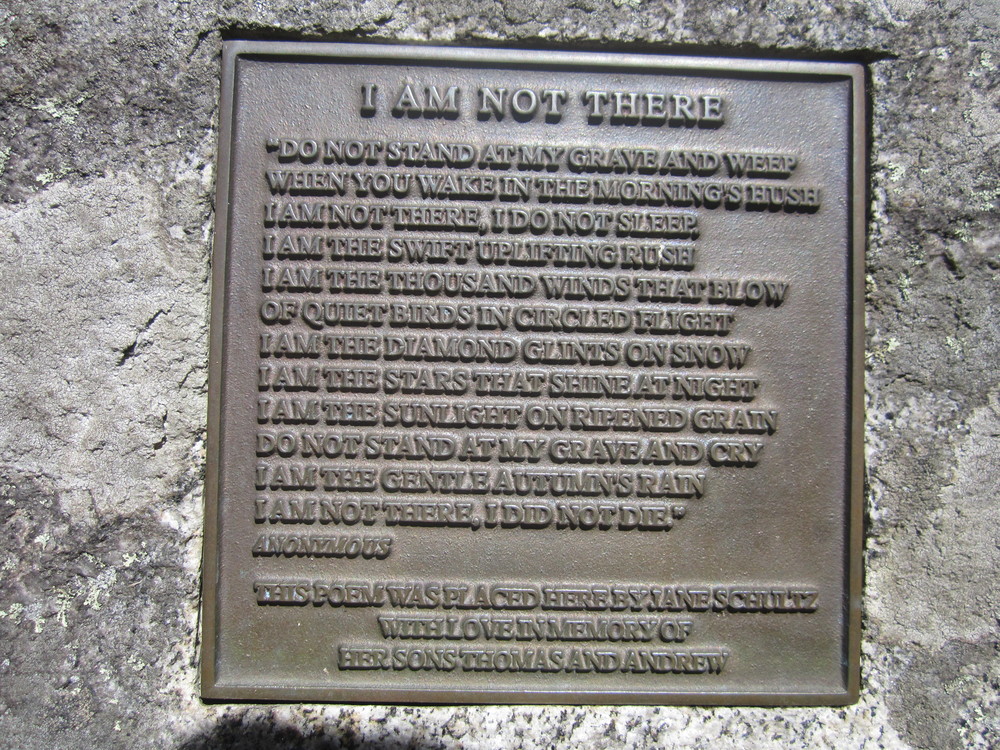 I AM NOT THERE
"DO NOT STAND AT MY GRAVE AND WEEP
WHEN YOU WAKE IN THE MORNING'S HUSH
I AM NOT THERE, I DO NOT SLEEP.
I AM THE SWIFT UPLIFTING RUSH
I AM THE THOUSAND WINDS THAT BLOW
OF QUIET BIRDS IN CIRCLED FLIGHT
I AM THE DIAMOND GLINTS ON SNOW
I AM THE STARS THAT SHINE AT NIGHT
I AM THE SUNLIGHT ON RIPENED GRAIN
DO NOT STAND AT MY GRAVE AND CRY
I AM THE GENTLE AUTUMN'S RAIN
I AM NOT THERE, I DID NOT DIE."
ANONYMOUS
THIS POEM WAS PLACED HERE BY JANE SCHULTZ
WITH LOVE IN MEMORY OF
HER SONS THOMAS AND ANDREW